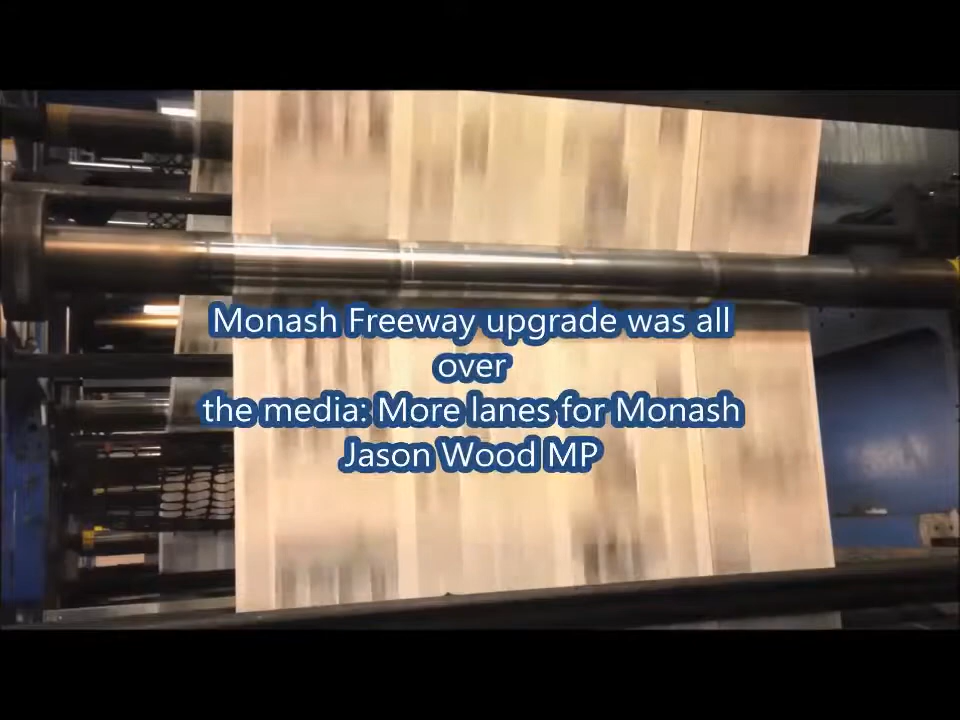 Monash Freeway upgrade was all
over
the media: More lanes for Monash
Jason Wood MP